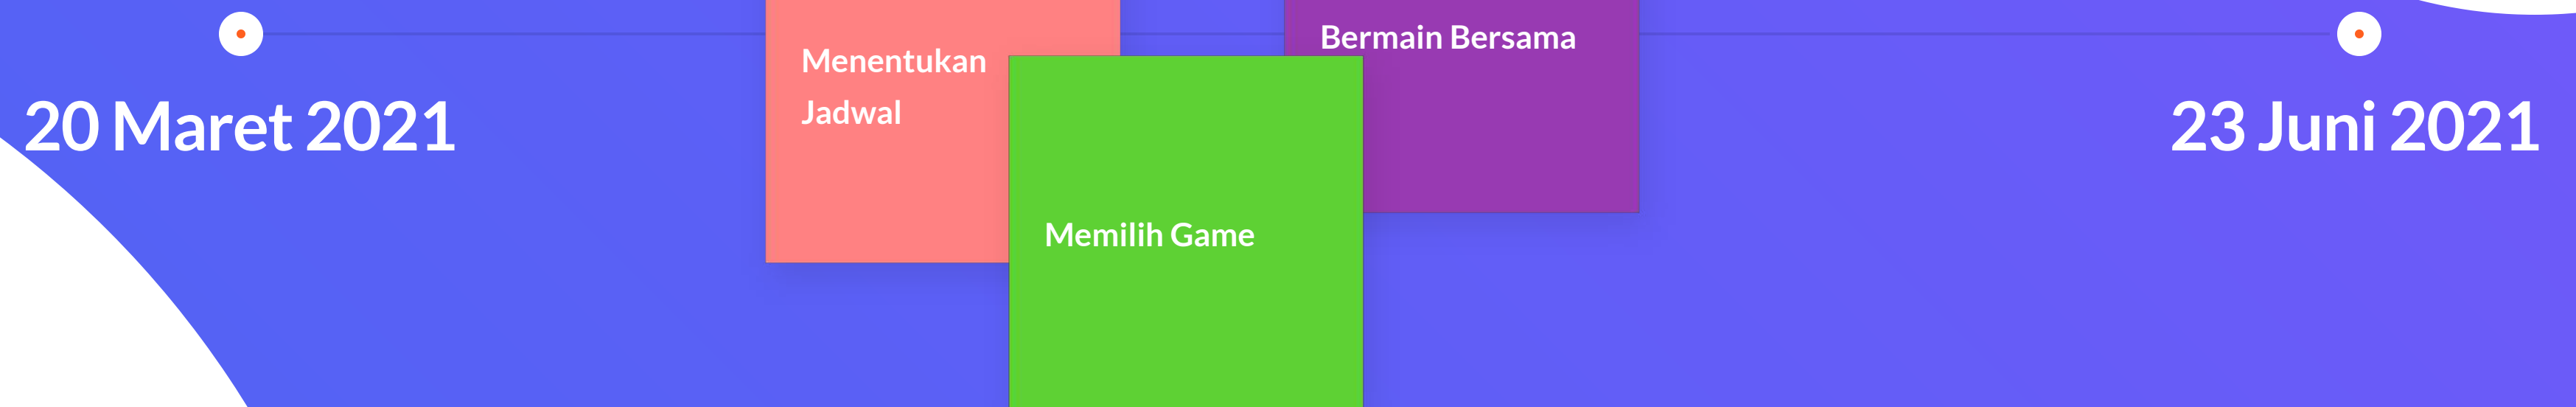 20 Maret 2021
Menentukan
Jadwal
Memilih Game
Bermain Bersama
23 Juni 2021